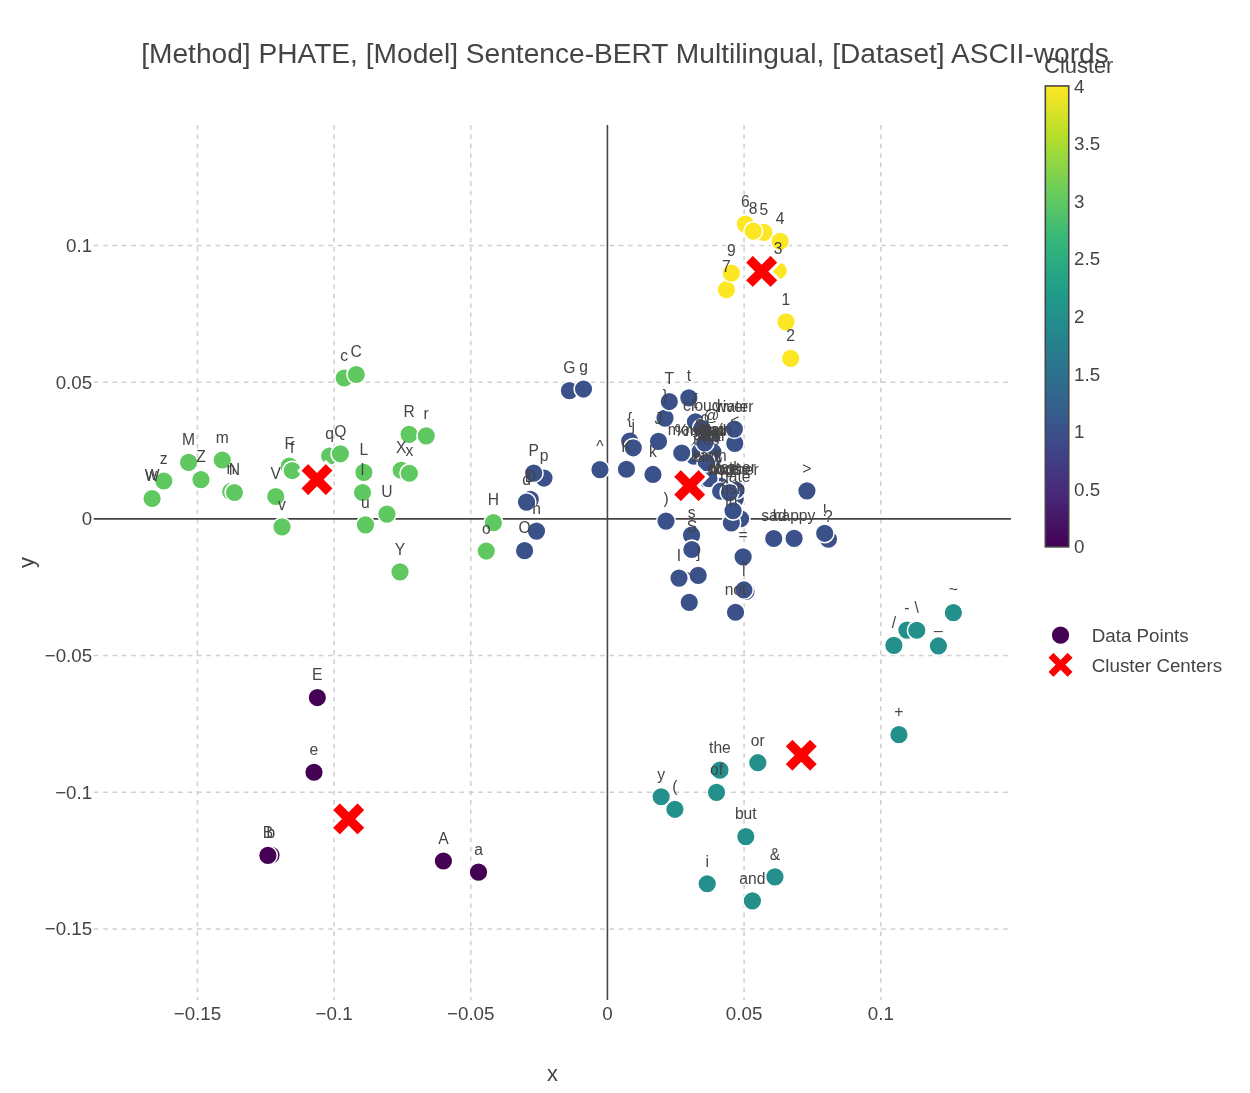 [Method] PHATE, [Model] Sentence-BERT Multilingual, [Dataset] ASCII-words
Cluster
4
3.5
3
2.5
2
1.5
1
0.5
0
Data Points
Cluster Centers
0.1
0.05
0
−0.05
−0.1
−0.15
−0.15
−0.1
−0.05
0
0.05
0.1
x
y
6
8
5
4
3
9
7
1
2
c
C
G
g
T
t
R
r
M
m
z
Z
W
F
f
q
Q
L
l
X
x
V
v
N
U
u
Y
H
o
O
P
p
d
n
^
{
j
k
)
s
S
I
]
=
not
sad
happy
>
!
?
cloud
water
@
<
~
-
\
/
_
+
E
e
B
b
A
a
the
of
or
y
(
but
i
&
and